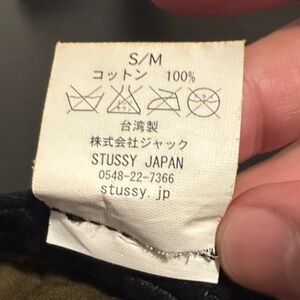 S/M
コットン 100%
台湾製
株式会社ジャック
STUSSY JAPAN
0548-22-7366
stussy.jp